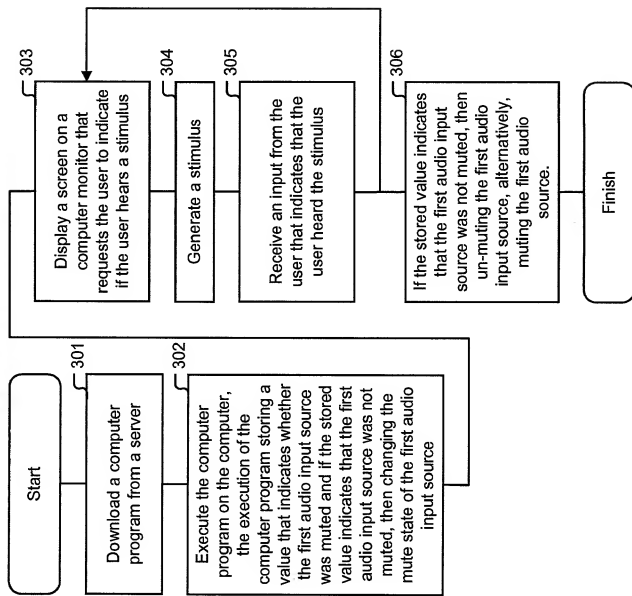 Start
301
Download a computer
program from a server
302
Execute the computer
program on the computer,
the execution of the
computer program storing a
value that indicates whether
the first audio input source
was muted and if the stored
value indicates that the first
audio input source was not
muted, then changing the
mute state of the first audio
input source
303
Display a screen on a
computer monitor that
requests the user to indicate
if the user hears a stimulus
304
Generate a stimulus
305
Receive an input from the
user that indicates that the
user heard the stimulus
306
If the stored value indicates
that the first audio input
source was not muted, then
un-muting the first audio
input source, alternatively,
muting the first audio
source.
Finish